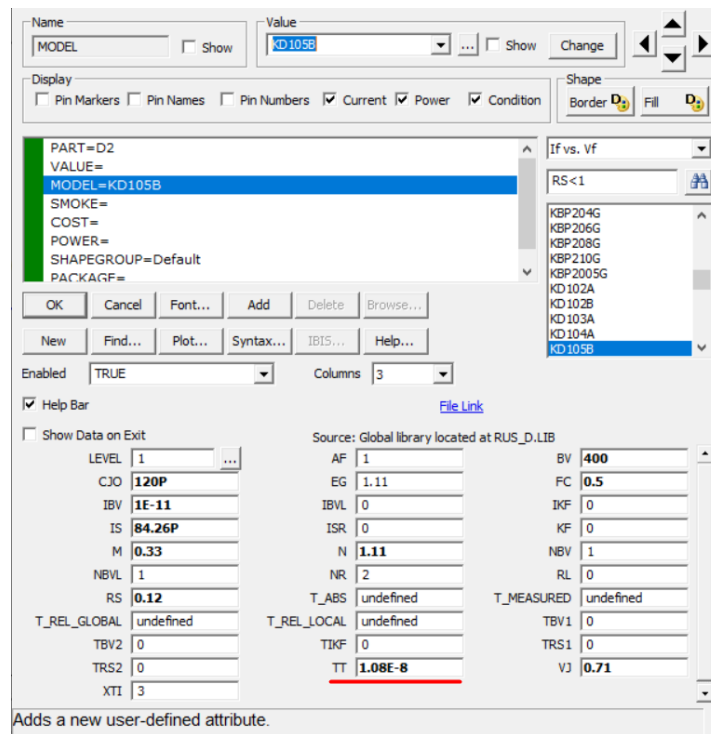 Name
Value
MODEL Show KD105B ... Show Change
Display
Shape
Pin Markers Pin Names Pin Numbers Current Power Condition Border Fill
PART=D2
VALUE=
MODEL=KD105B
SMOKE=
COST=
POWER=
SHAPEGROUP=Default
PACKAGE=
If vs. Vf
RS<1
KBP204G
KBP206G
KBP208G
KBP210G
KBP2005G
KD102A
KD102B
KD103A
KD104A
KD105B
OK Cancel Font... Add Delete Browse...
New Find... Plot... Syntax... IBIS... Help...
Enabled TRUE Columns 3
Help Bar File Link
Show Data on Exit Source: Global library located at RUS_D.LIB
LEVEL 1 ... AF 1 BV 400
CJO 120P EG 1.11 FC 0.5
IBV 1E-11 IBVL 0 IKF 0
IS 84.26P ISR 0 KF 0
M 0.33 N 1.11 NBV 1
NBVL 1 NR 2 RL 0
RS 0.12 T_ABS undefined T_MEASURED undefined
T_REL_GLOBAL undefined T_REL_LOCAL undefined TBV1 0
TBV2 0 TIKF 0 TRS1 0
TRS2 0 TT 1.08E-8 VJ 0.71
XTI 3
Adds a new user-defined attribute.